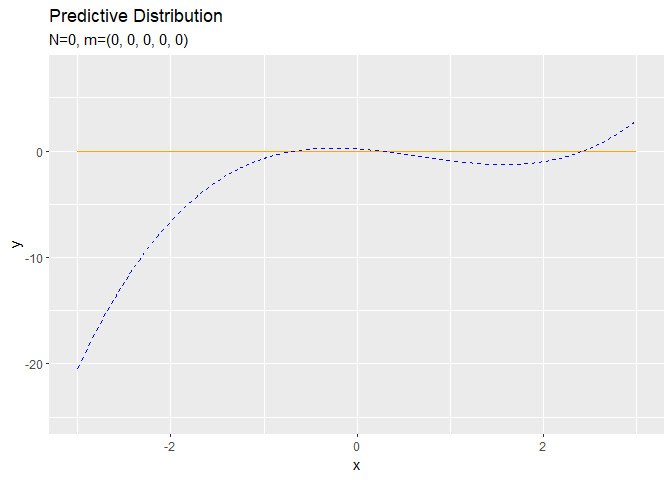 Predictive Distribution
N=0, m=(0, 0, 0, 0, 0)
0
-10
-20
y
-2
0
2
x